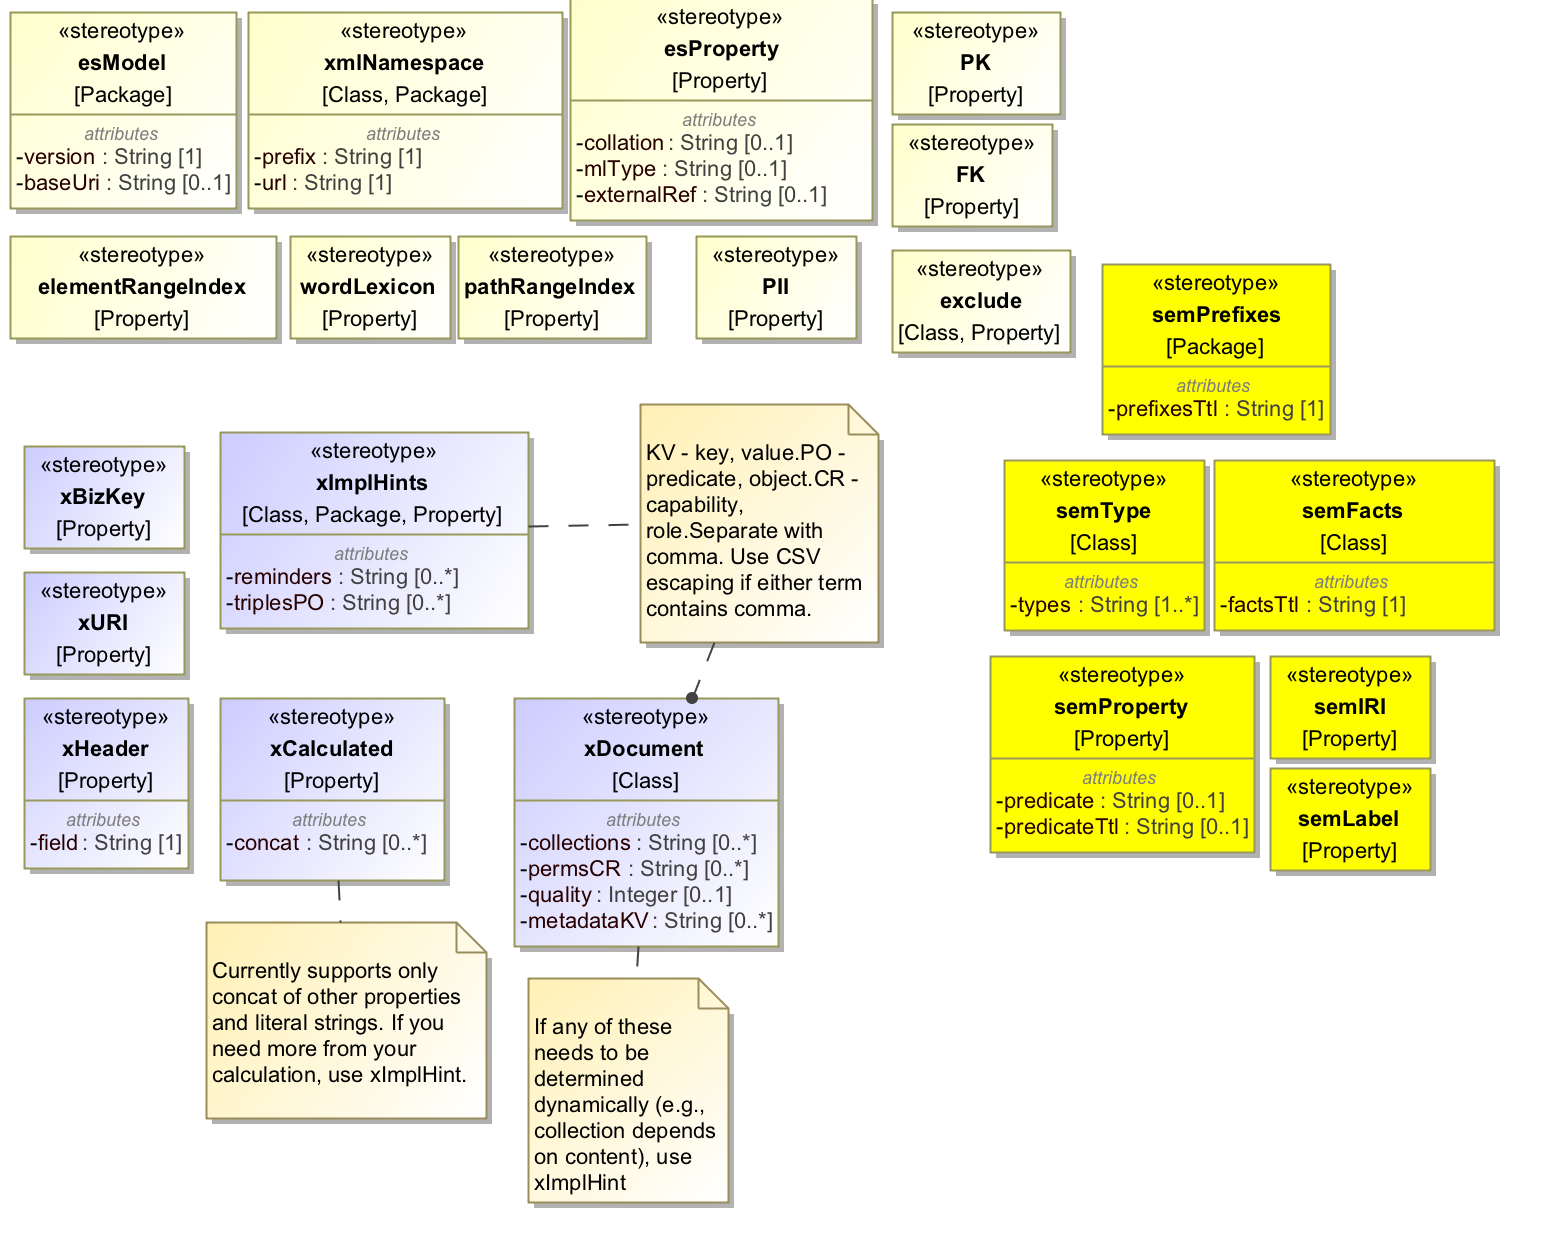 «stereotype»
esModel
[Package]
attributes
-version : String [1]
-baseUri : String [0..1]
«stereotype»
xmlNamespace
[Class, Package]
attributes
-prefix : String [1]
-url : String [1]
«stereotype»
esProperty
[Property]
attributes
-collation : String [0..1]
-mlType : String [0..1]
-externalRef : String [0..1]
«stereotype»
PK
[Property]
«stereotype»
FK
[Property]
«stereotype»
elementRangeIndex
[Property]
«stereotype»
wordLexicon
[Property]
«stereotype»
pathRangeIndex
[Property]
«stereotype»
PII
[Property]
«stereotype»
exclude
[Class, Property]
«stereotype»
semPrefixes
[Package]
attributes
-prefixesTtl : String [1]
«stereotype»
xBizKey
[Property]
«stereotype»
xImplHints
[Class, Package, Property]
attributes
-reminders : String [0..*]
-triplesPO : String [0..*]
KV - key, value.PO -
predicate, object.CR -
capability,
role.Separate with
comma. Use CSV
escaping if either term
contains comma.
«stereotype»
semType
[Class]
attributes
-types : String [1..*]
«stereotype»
semFacts
[Class]
attributes
-factsTtl : String [1]
«stereotype»
xURI
[Property]
«stereotype»
xHeader
[Property]
attributes
-field : String [1]
«stereotype»
xCalculated
[Property]
attributes
-concat : String [0..*]
«stereotype»
xDocument
[Class]
attributes
-collections : String [0..*]
-permsCR : String [0..*]
-quality : Integer [0..1]
-metadataKV : String [0..*]
«stereotype»
semProperty
[Property]
attributes
-predicate : String [0..1]
-predicateTtl : String [0..1]
«stereotype»
semIRI
[Property]
«stereotype»
semLabel
[Property]
Currently supports only
concat of other properties
and literal strings. If you
need more from your
calculation, use xImplHint.
If any of these
needs to be
determined
dynamically (e.g.,
collection depends
on content), use
xImplHint